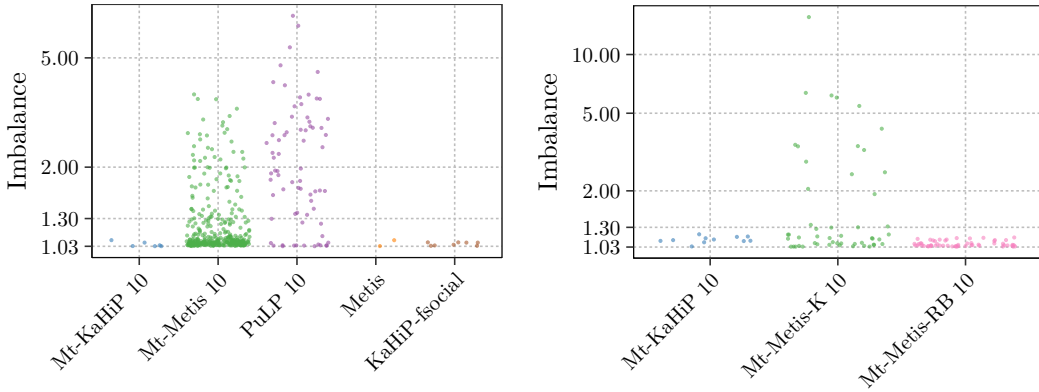 Imbalance
5.00
2.00
1.30
1.03
Mt-KaHiP 10
Mt-Metis 10
PuLP 10
Metis
KaHiP-fsocial
Imbalance
10.00
5.00
2.00
1.30
1.03
Mt-KaHiP 10
Mt-Metis-K 10
Mt-Metis-RB 10